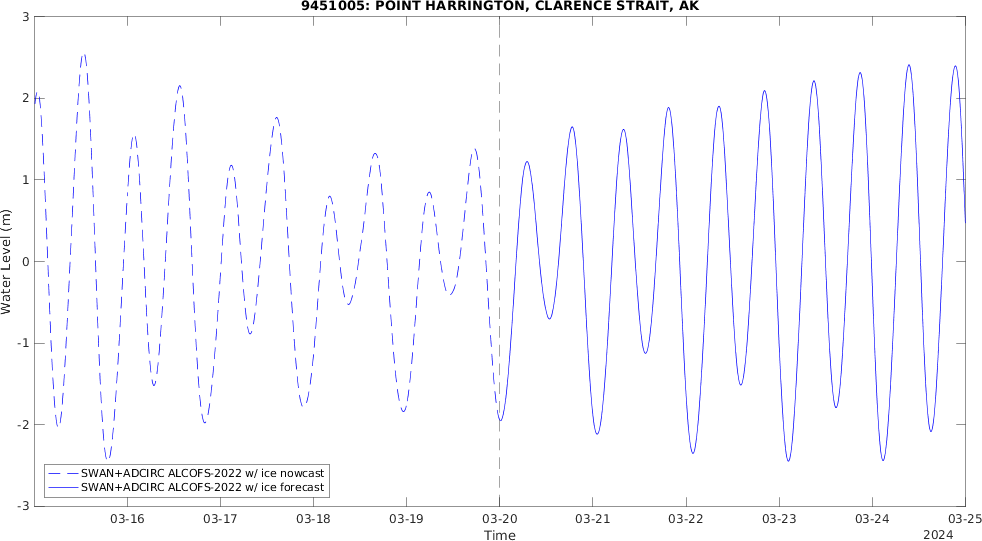 9451005: POINT HARRINGTON, CLARENCE STRAIT, AK
3
2
1
0
-1
-2
-3
Water Level (m)
SWAN+ADCIRC ALCOFS-2022 w/ ice nowcast
SWAN+ADCIRC ALCOFS-2022 w/ ice forecast
03-16 03-17 03-18 03-19 03-20 03-21 03-22 03-23 03-24 03-25
Time
2024